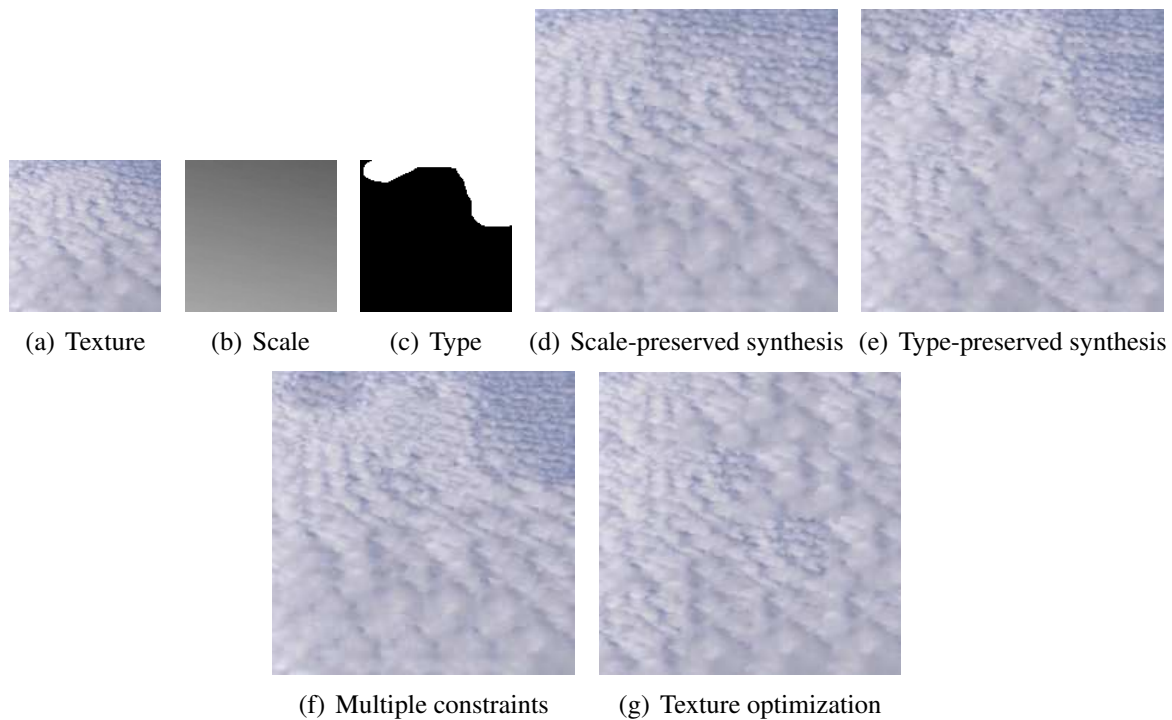 (a) Texture (b) Scale (c) Type (d) Scale-preserved synthesis (e) Type-preserved synthesis
(f) Multiple constraints (g) Texture optimization